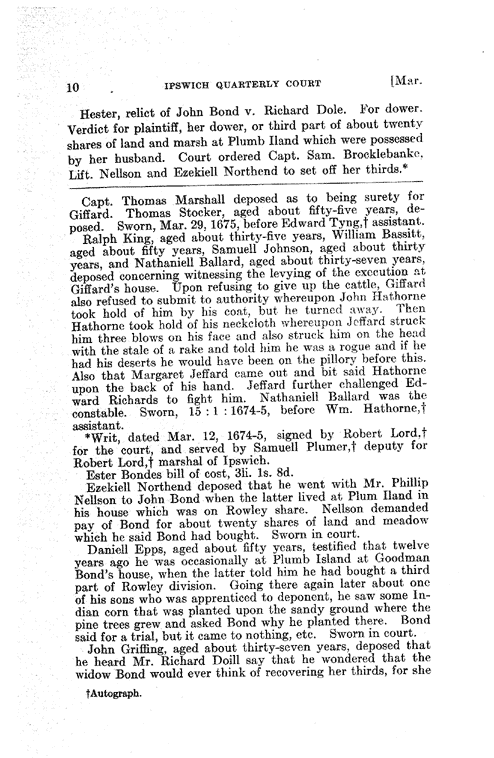 10 IPSWICH QUARTERLY COURT [Mar.
Hester, relict of John Bond v. Richard Dole. For dower.
Verdict for plaintiff, her dower, or third part of about twenty
shares of land and marsh at Plumb Iland which were possessed
by her husband. Court ordered Capt. Sam. Brocklebanke,
Lift. Nellson and Ezekiell Northend to set off her thirds.*
Capt. Thomas Marshall deposed as to being surety for
Giffard. Thomas Stocker, aged about fifty-five years, de-
posed. Sworn, Mar. 29, 1675, before Edward Tyng,† assistant.
Ralph King, aged about thirty-five years, William Bassitt,
aged about fifty years, Samuell Johnson, aged about thirty
years, and Nathaniell Ballard, aged about thirty-seven years,
deposed concerning witnessing the levying of the execution at
Giffard's house. Upon refusing to give up the cattle, Giffard
also refused to submit to authority whereupon John Hathorne
took hold of him by his coat, but he turned away. Then
Hathorne took hold of his neckcloth whereupon Jeffard struck
him three blows on his face and also struck him on the head
with the stale of a rake and told him he was a rogue and if he
had his deserts he would have been on the pillory before this.
Also that Margaret Jeffard came out and bit said Hathorne
upon the back of his hand. Jeffard further challenged Ed-
ward Richards to fight him. Nathaniell Ballard was the
constable. Sworn, 15 : 1 : 1674-5, before Wm. Hathorne,†
assistant.
*Writ, dated Mar. 12, 1674-5, signed by Robert Lord,†
for the court, and served by Samuell Plumer,† deputy for
Robert Lord,† marshal of Ipswich.
Ester Bondes bill of cost, 3li. 1s. 8d.
Ezekiell Northend deposed that he went with Mr. Phillip
Nellson to John Bond when the latter lived at Plum Iland in
his house which was on Rowley share. Nellson demanded
pay of Bond for about twenty shares of land and meadow
which he said Bond had bought. Sworn in court.
Daniell Epps, aged about fifty years, testified that twelve
years ago he was occasionally at Plumb Island at Goodman
Bond's house, when the latter told him he had bought a third
part of Rowley division. Going there again later about one
of his sons who was apprenticed to deponent, he saw some In-
dian corn that was planted upon the sandy ground where the
pine trees grew and asked Bond why he planted there. Bond
said for a trial, but it came to nothing, etc. Sworn in court.
John Griffing, aged about thirty-seven years, deposed that
he heard Mr. Richard Doill say that he wondered that the
widow Bond would ever think of recovering her thirds, for she
†Autograph.